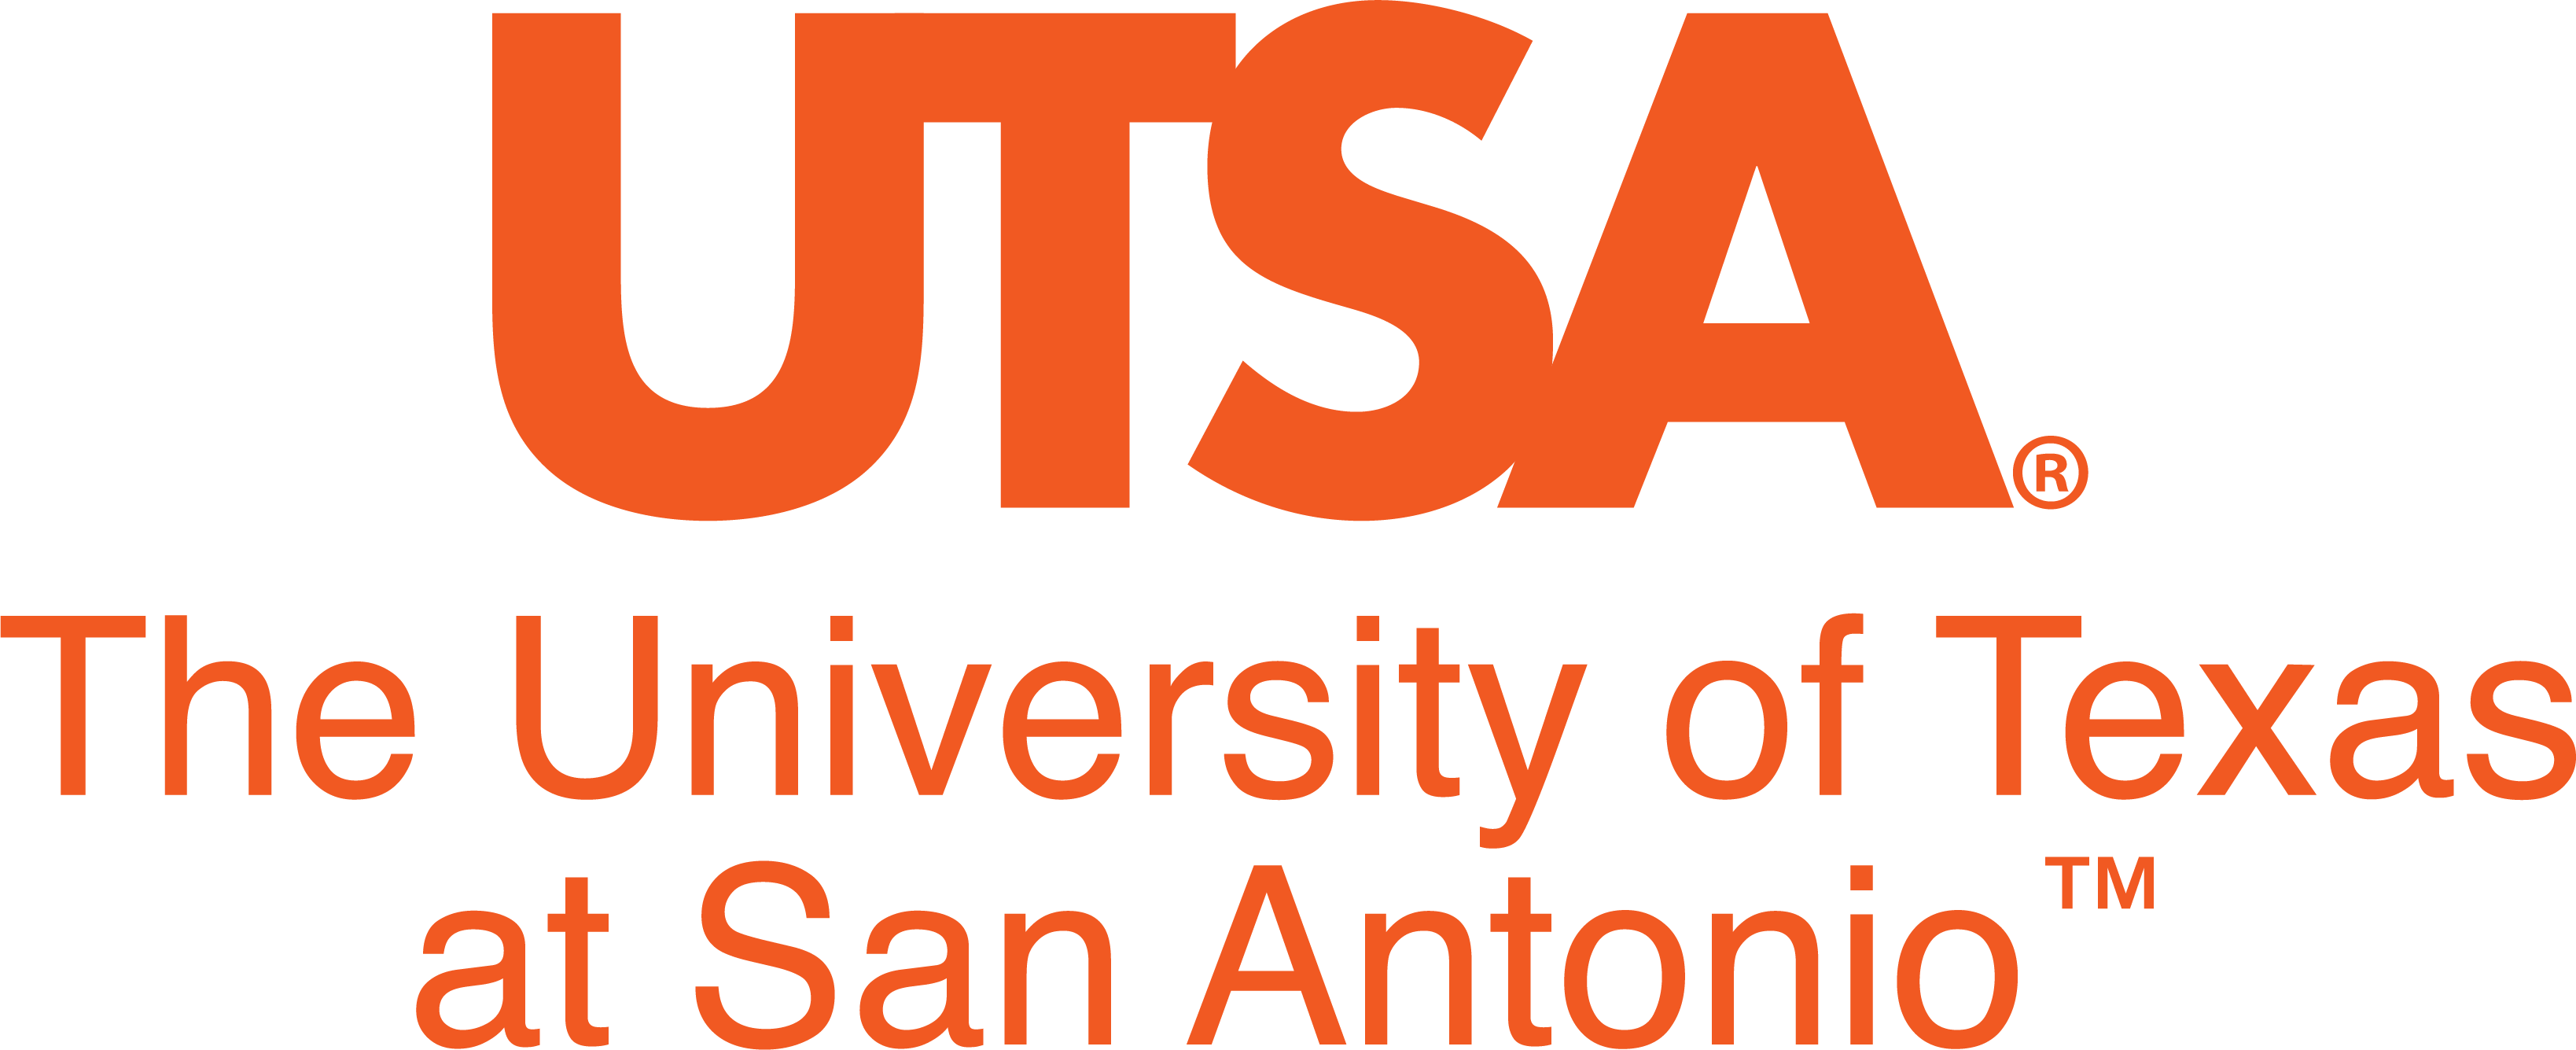 UTSA®
The University of Texas
at San Antonio™